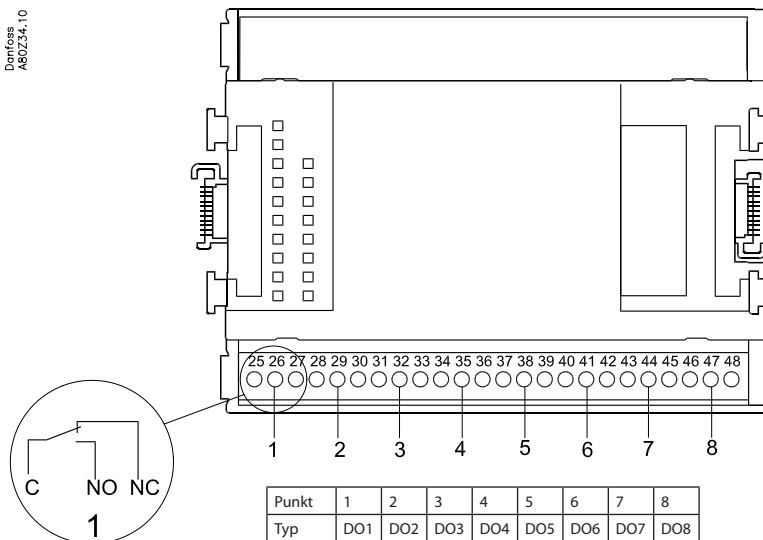 Danfoss
A80Z34.10
25 26 27 28 29 30 31 32 33 34 35 36 37 38 39 40 41 42 43 44 45 46 47 48
1 2 3 4 5 6 7 8
C NO NC
1
Punkt 1 2 3 4 5 6 7 8
Typ DO1 DO2 DO3 DO4 DO5 DO6 DO7 DO8